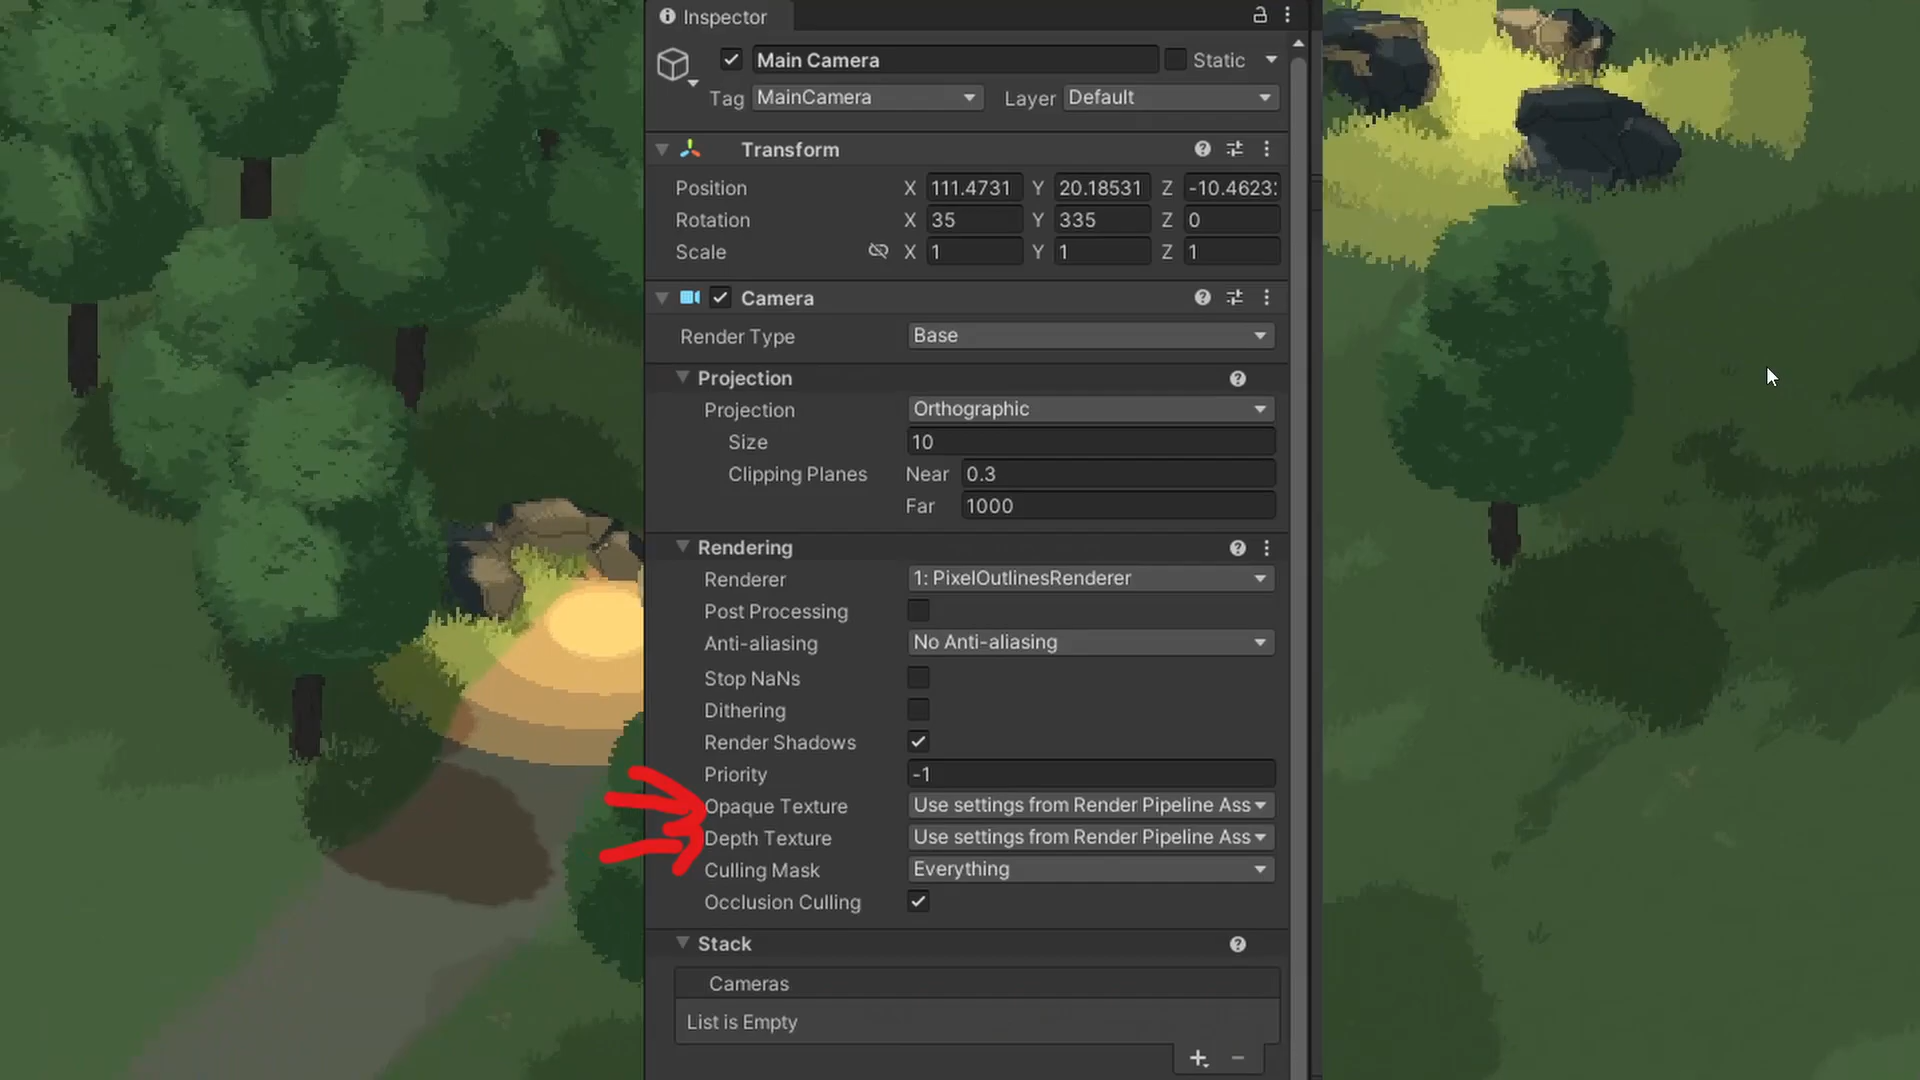 Inspector
Main Camera Static
Tag MainCamera Layer Default
Transform
Position X 111.4731 Y 20.18531 Z -10.4623:
Rotation X 35 Y 335 Z 0
Scale X 1 Y 1 Z 1
Camera
Render Type Base
Projection
Projection Orthographic
Size 10
Clipping Planes Near 0.3
Far 1000
Rendering
Renderer 1: PixelOutlinesRenderer
Post Processing
Anti-aliasing No Anti-aliasing
Stop NaNs
Dithering
Render Shadows
Priority -1
Opaque Texture Use settings from Render Pipeline Ass
Depth Texture Use settings from Render Pipeline Ass
Culling Mask Everything
Occlusion Culling
Stack
Cameras
List is Empty